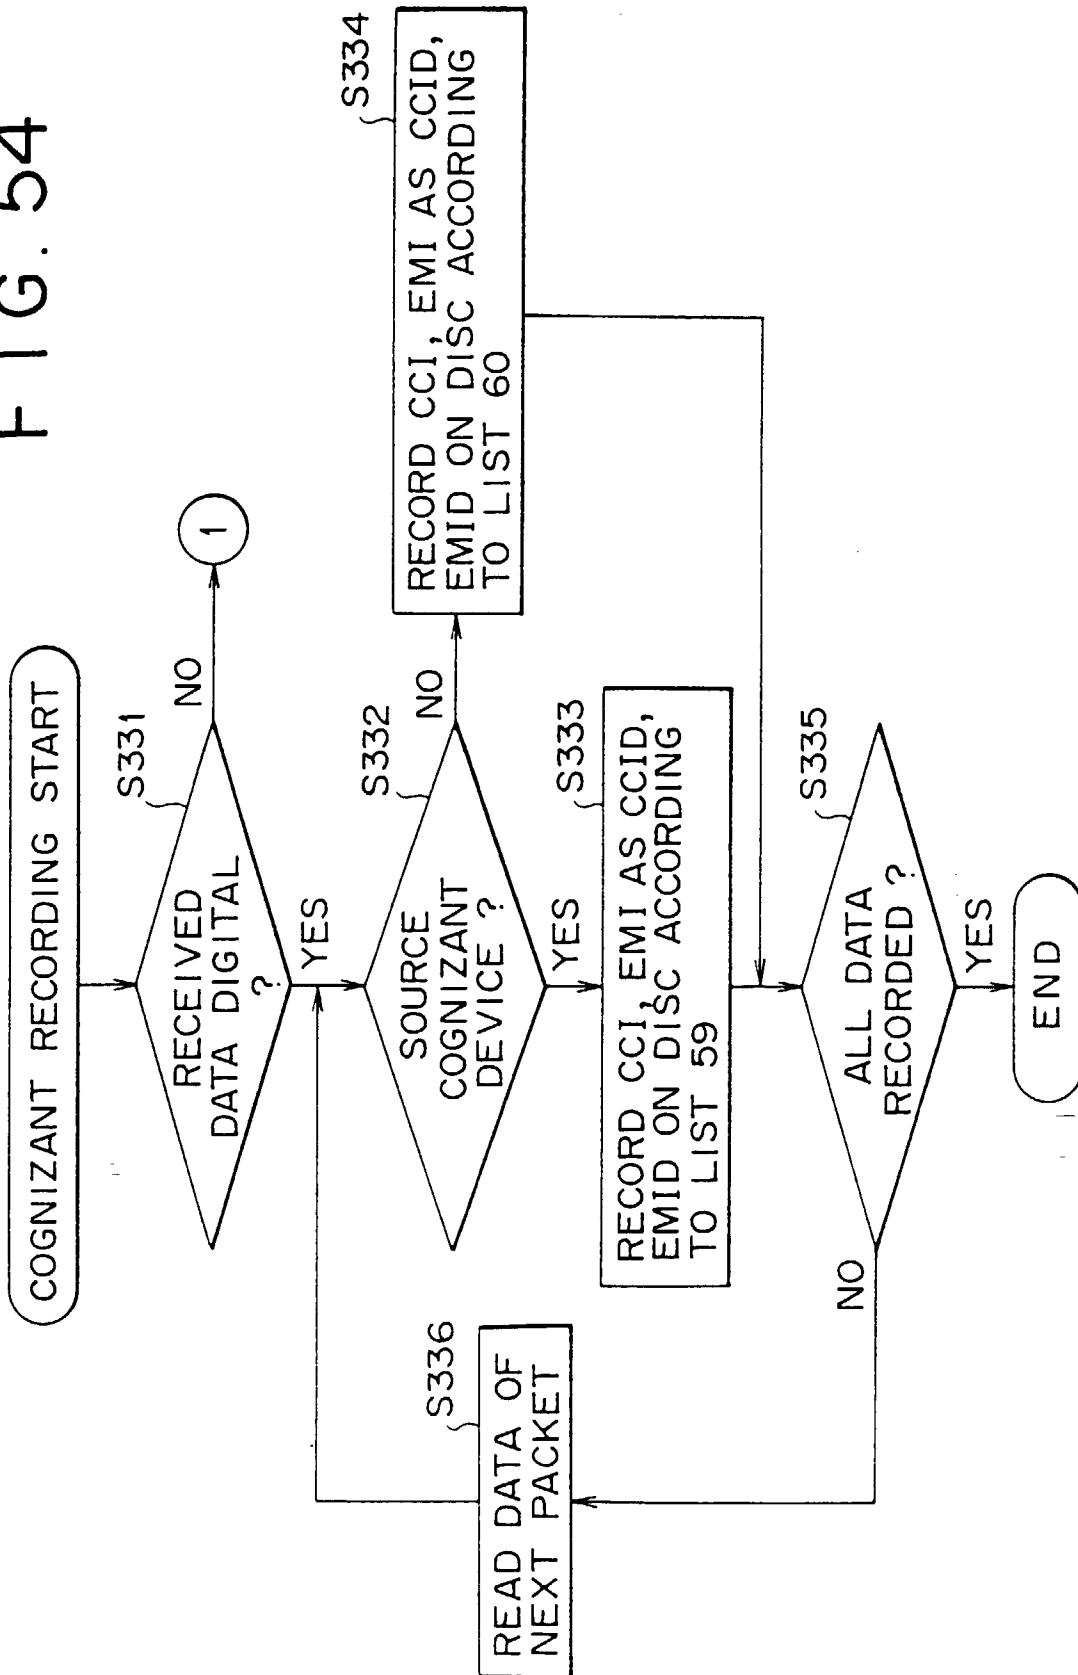 FIG. 54
COGNIZANT RECORDING START
S331
RECEIVED
DATA DIGITAL
?
NO
1
YES
S332
SOURCE
COGNIZANT
DEVICE ?
NO
S334
RECORD CCI, EMI AS CCID,
EMID ON DISC ACCORDING
TO LIST 60
YES
S333
RECORD CCI, EMI AS CCID,
EMID ON DISC ACCORDING
TO LIST 59
S335
ALL DATA
RECORDED ?
NO
S336
READ DATA OF
NEXT PACKET
YES
END